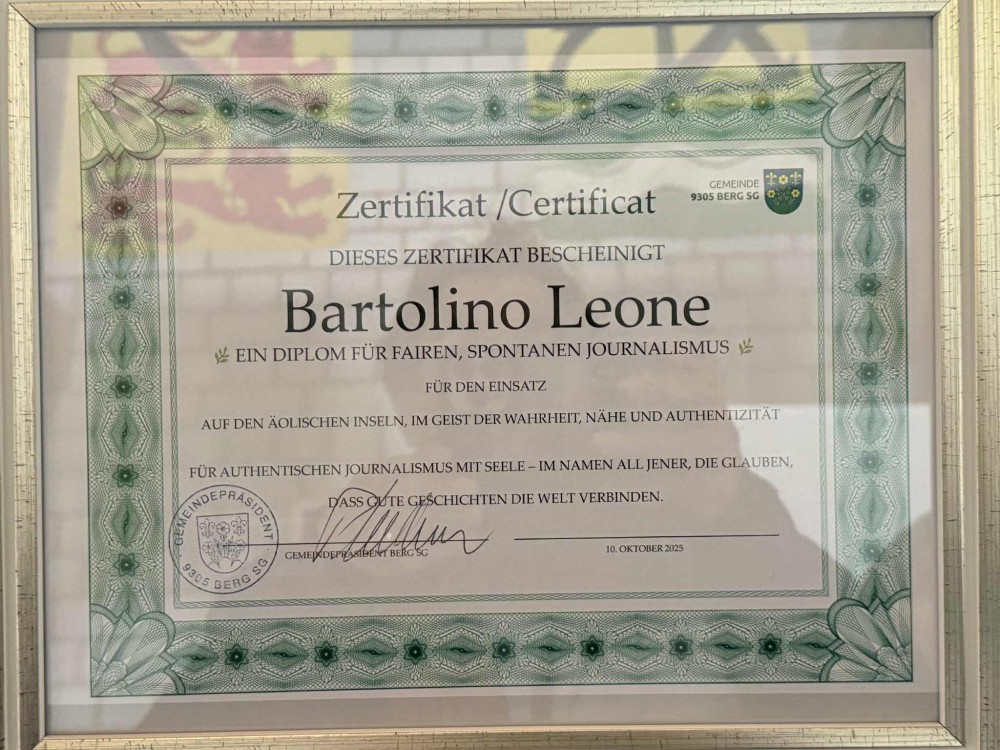 Zertifikat /Certificat
GEMEINDE
9305 BERG SG
DIESES ZERTIFIKAT BESCHEINIGT
Bartolino Leone
EIN DIPLOM FÜR FAIREN, SPONTANEN JOURNALISMUS
FÜR DEN EINSATZ
AUF DEN ÄOLISCHEN INSELN, IM GEIST DER WAHRHEIT, NÄHE UND AUTHENTIZITÄT
FÜR AUTHENTISCHEN JOURNALISMUS MIT SEELE – IM NAMEN ALL JENER, DIE GLAUBEN,
DASS GUTE GESCHICHTEN DIE WELT VERBINDEN.
GEMEINDEPRÄSIDENT
9305 BERG SG
GEMEINDEPRÄSIDENT BERG SG
10. OKTOBER 2025